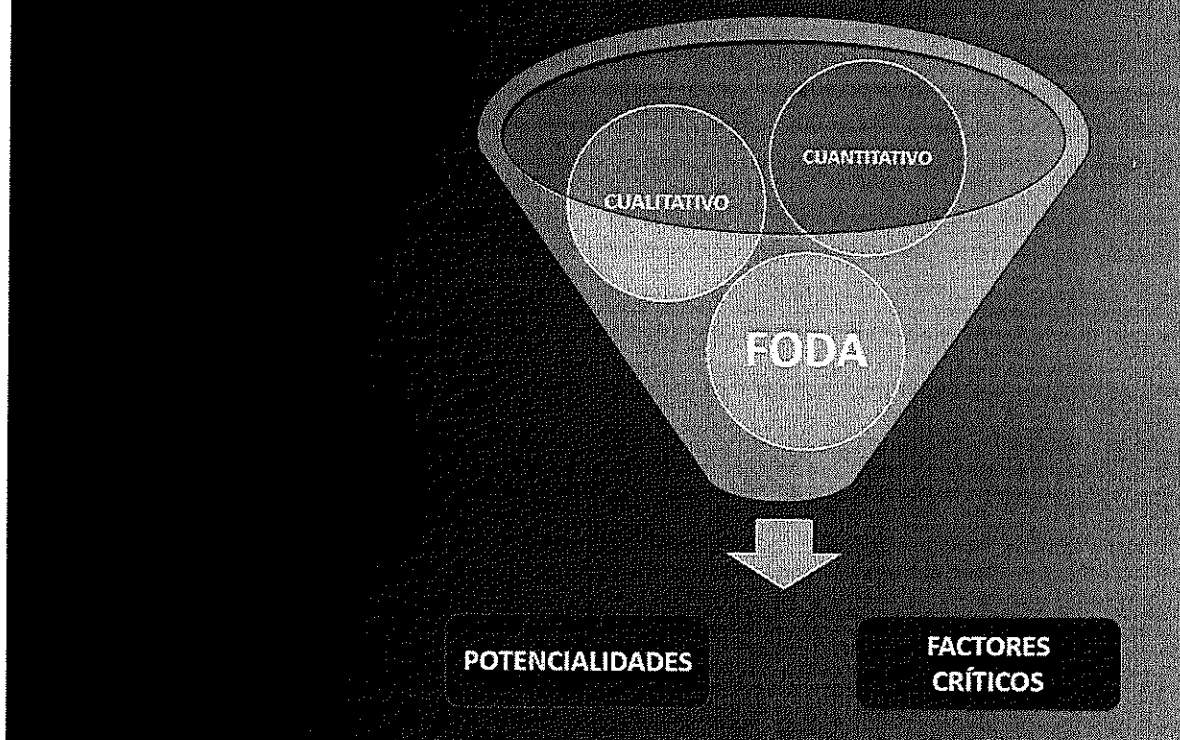 CUANTITATIVO
CUALITATIVO
FODA
POTENCIALIDADES
FACTORES
CRÍTICOS